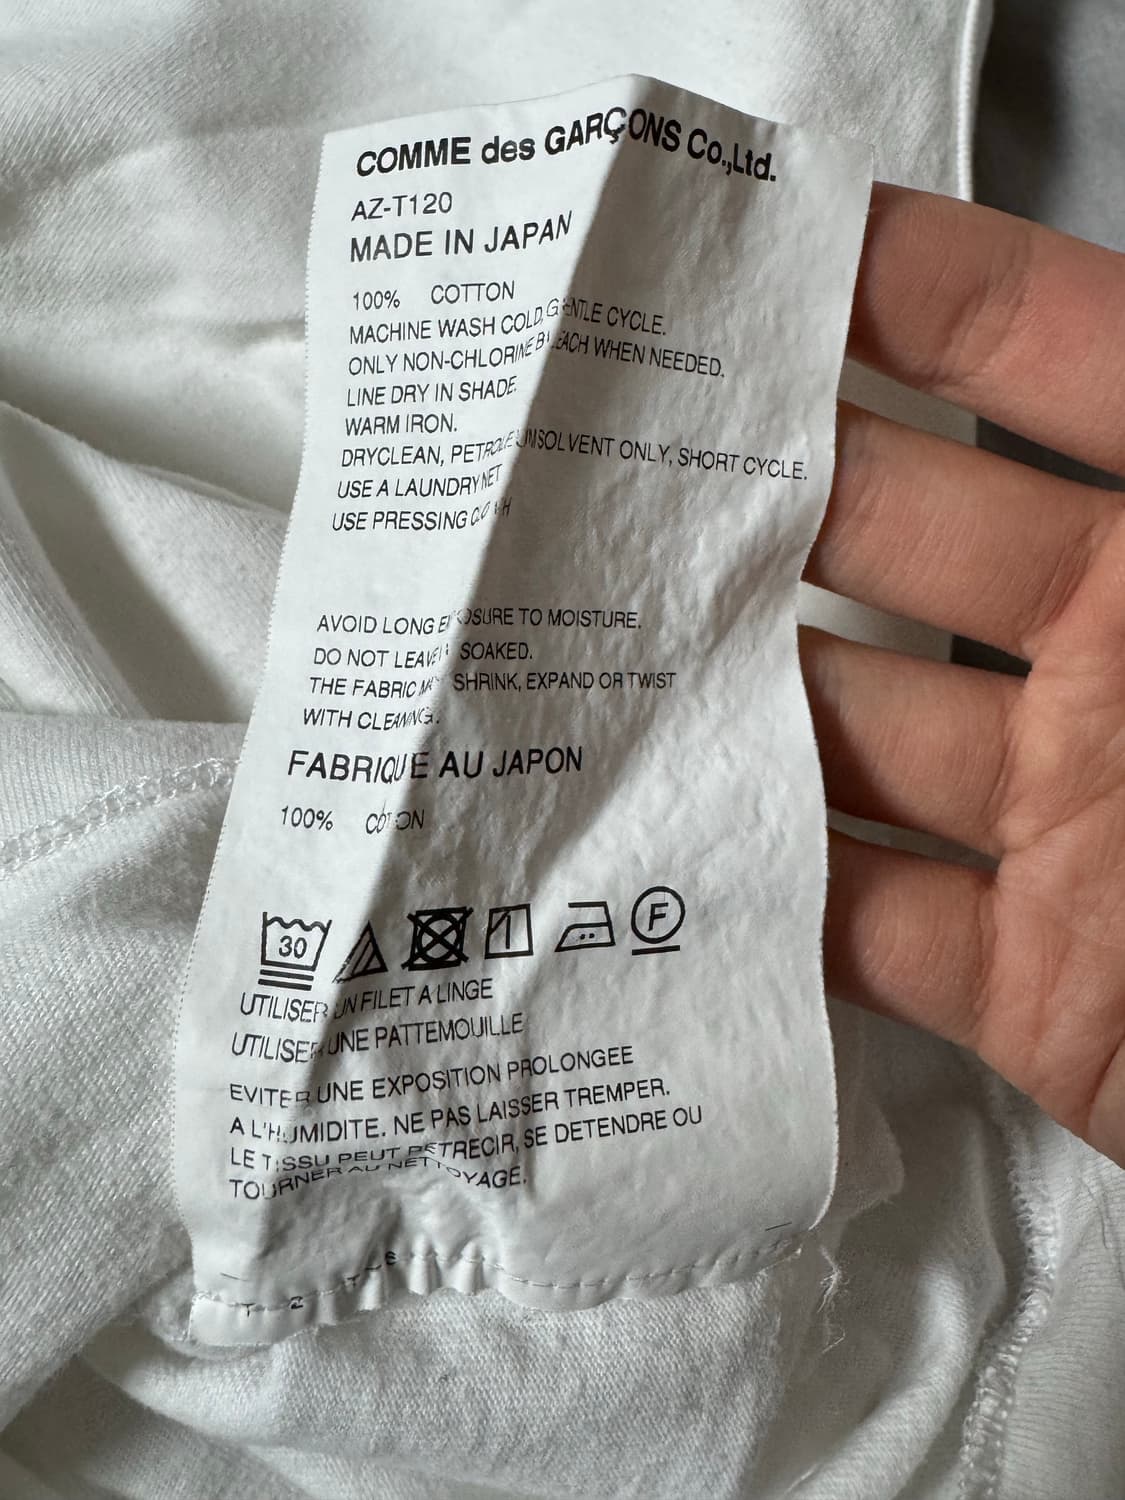 COMME des GARÇONS Co.,Ltd.
AZ-T120
MADE IN JAPAN
100% COTTON
MACHINE WASH COLD, GENTLE CYCLE.
ONLY NON-CHLORINE BLEACH WHEN NEEDED.
LINE DRY IN SHADE.
WARM IRON.
DRYCLEAN, PETROLEUMSOLVENT ONLY, SHORT CYCLE.
USE A LAUNDRY NET
USE PRESSING CLOTH
AVOID LONG EXPOSURE TO MOISTURE.
DO NOT LEAVE SOAKED.
THE FABRIC MAY SHRINK, EXPAND OR TWIST
WITH CLEANING.
FABRIQUE AU JAPON
100% COTON
30 F
UTILISER UN FILET A LINGE
UTILISER UNE PATTEMOUILLE
EVITER UNE EXPOSITION PROLONGEE
A L'HUMIDITE. NE PAS LAISSER TREMPER.
LE TISSU PEUT RETRECIR, SE DETENDRE OU
TOURNER AU NETTOYAGE.